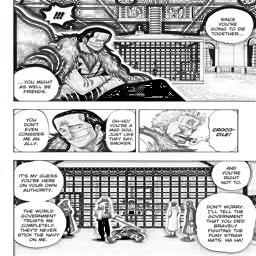 SINCE
YOU'RE
GOING TO DIE
TOGETHER...
!!!
...YOU MIGHT
AS WELL BE
FRIENDS.
CROCO-
DILE!
OH-HO!
YOU'RE A
MAD DOG,
JUST LIKE
THEY SAY,
SMOKER.
YOU
DON'T
EVEN
CONSIDER
ME AN
ALLY.
AND
YOU'RE
RIGHT
NOT TO.
IT'S MY GUESS
YOU'RE HERE
ON YOUR OWN
AUTHORITY.
THE WORLD
GOVERNMENT
TRUSTS ME
COMPLETELY.
THEY'D NEVER
STICK THE NAVY
ON ME.
DON'T WORRY.
I'LL TELL THE
GOVERNMENT
THAT YOU DIED
BRAVELY
FIGHTING THE
PUNY STRAW
HATS. HA HA!